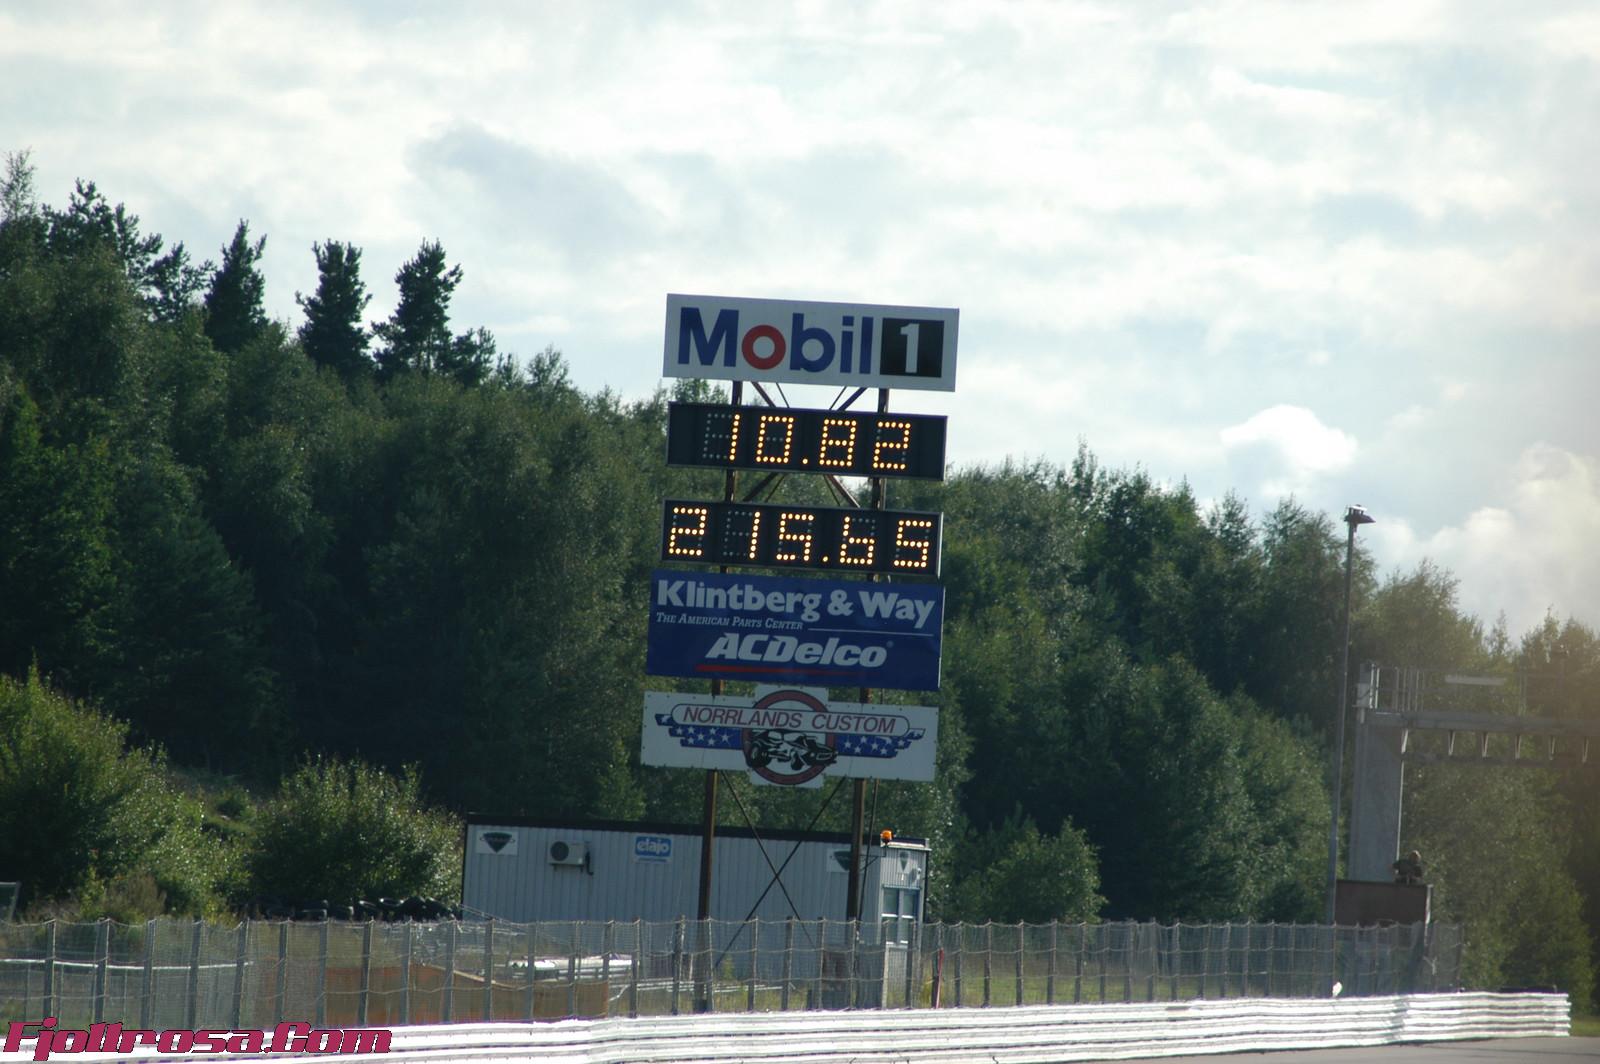 Mobil 1
10.82
215.65
Klintberg & Way
THE AMERICAN PARTS CENTER
ACDelco
NORRLANDS CUSTOM
elajo
Fjollrosa.Com